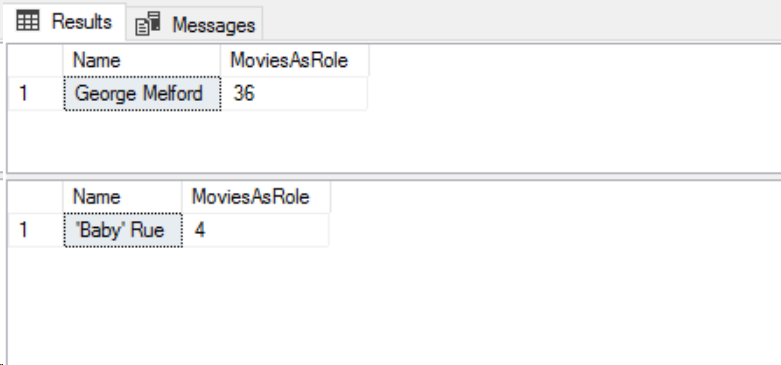 Results Messages
Name MoviesAsRole
1 George Melford 36
Name MoviesAsRole
1 'Baby' Rue 4